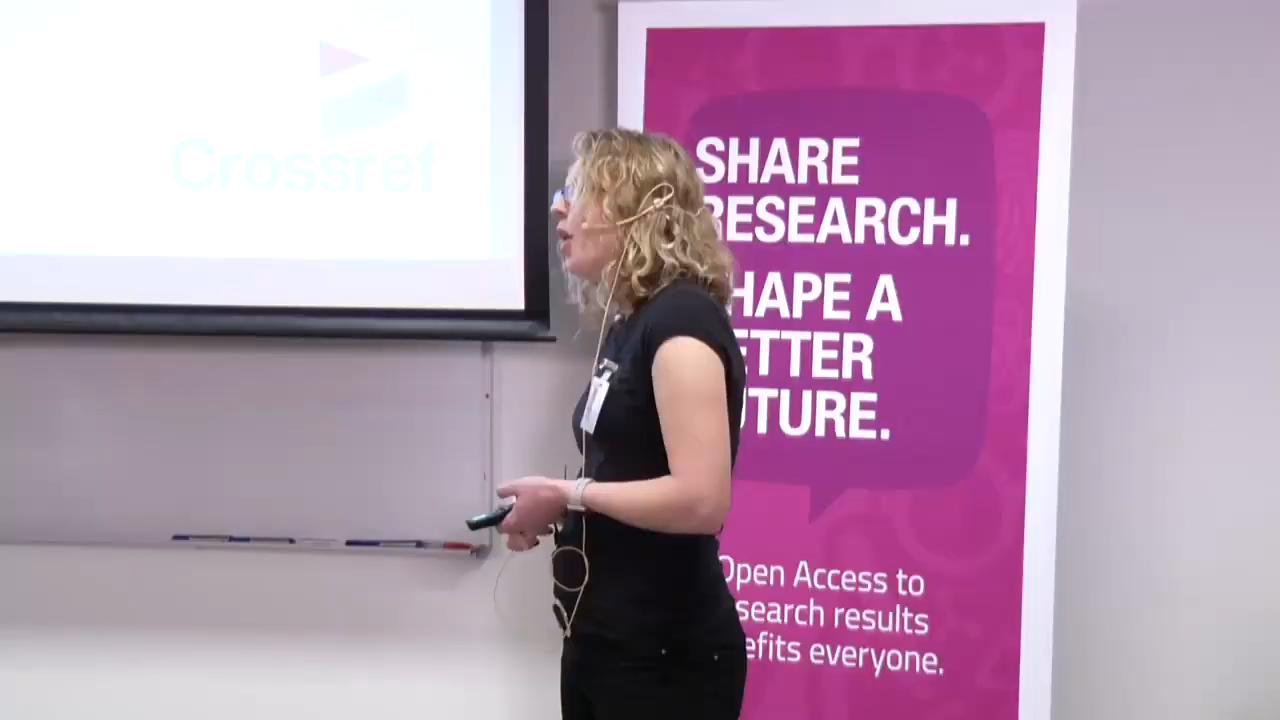 Crossref
SHARE
RESEARCH.
HAPE A
ETTER
UTURE.
Open Access to
search results
efits everyone.